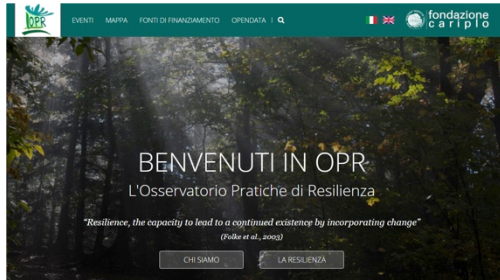 OPR
EVENTI MAPPA FONTI DI FINANZIAMENTO OPENDATA |
fondazione
cariplo
BENVENUTI IN OPR
L'Osservatorio Pratiche di Resilienza
“Resilience, the capacity to lead to a continued existence by incorporating change”
(Folke et al., 2003)
CHI SIAMO LA RESILIENZA